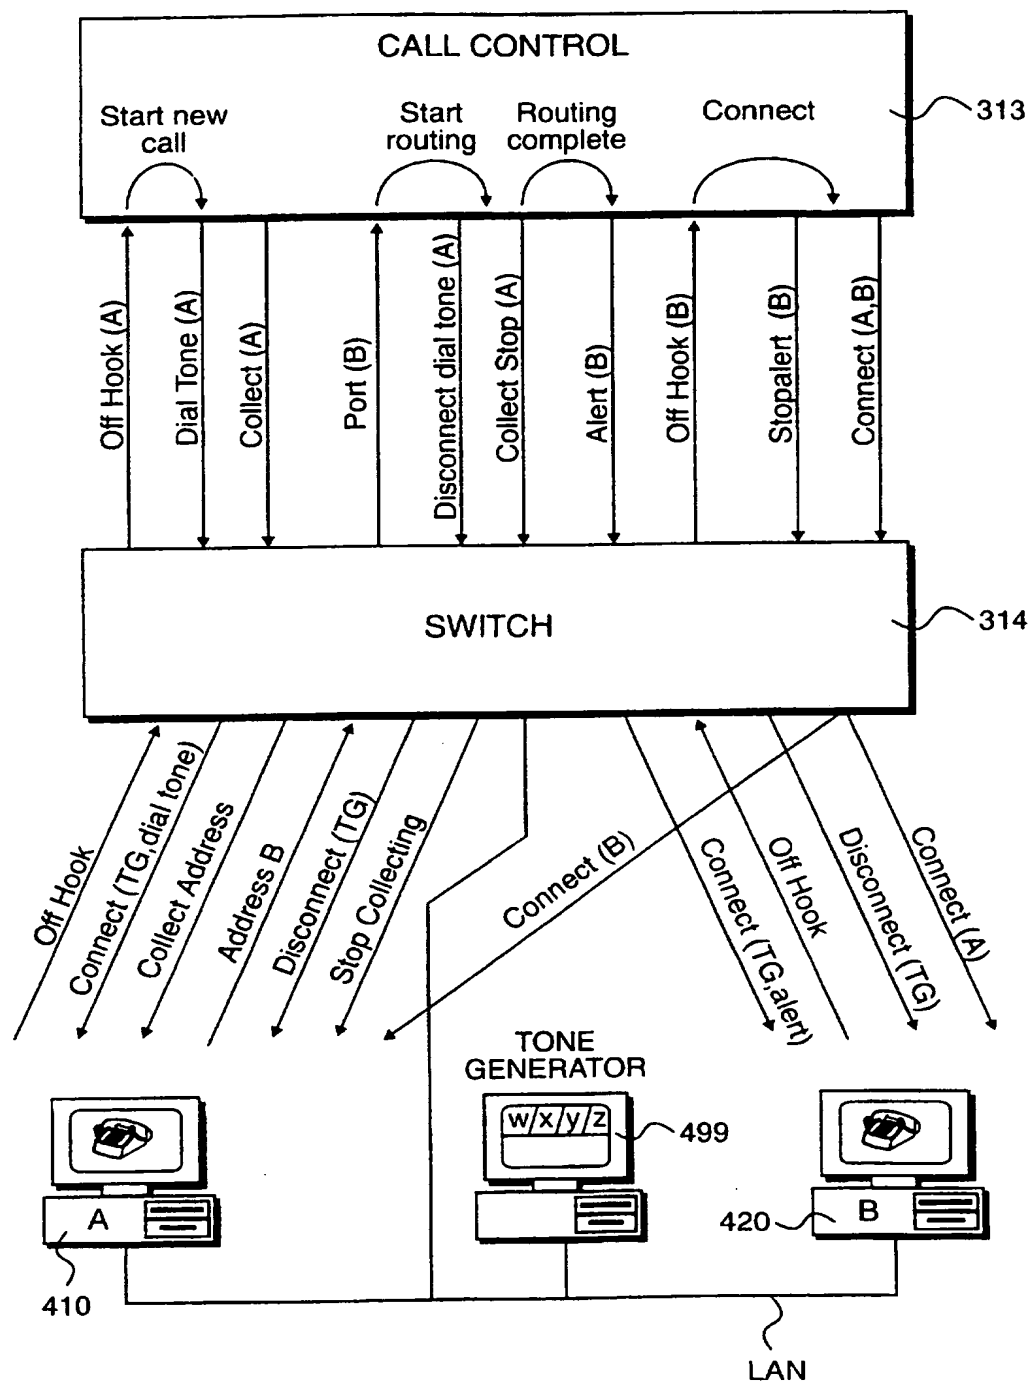 CALL CONTROL
Start new
call
Start
routing
Routing
complete
Connect
313
Off Hook (A)
Dial Tone (A)
Collect (A)
Port (B)
Disconnect dial tone (A)
Collect Stop (A)
Alert (B)
Off Hook (B)
Stopalert (B)
Connect (A,B)
SWITCH
314
Off Hook
Connect (TG,dial tone)
Collect Address
Address B
Disconnect (TG)
Stop Collecting
Connect (B)
Connect (TG,alert)
Off Hook
Disconnect (TG)
Connect (A)
TONE
GENERATOR
w/x/y/z
499
A
410
420
B
LAN